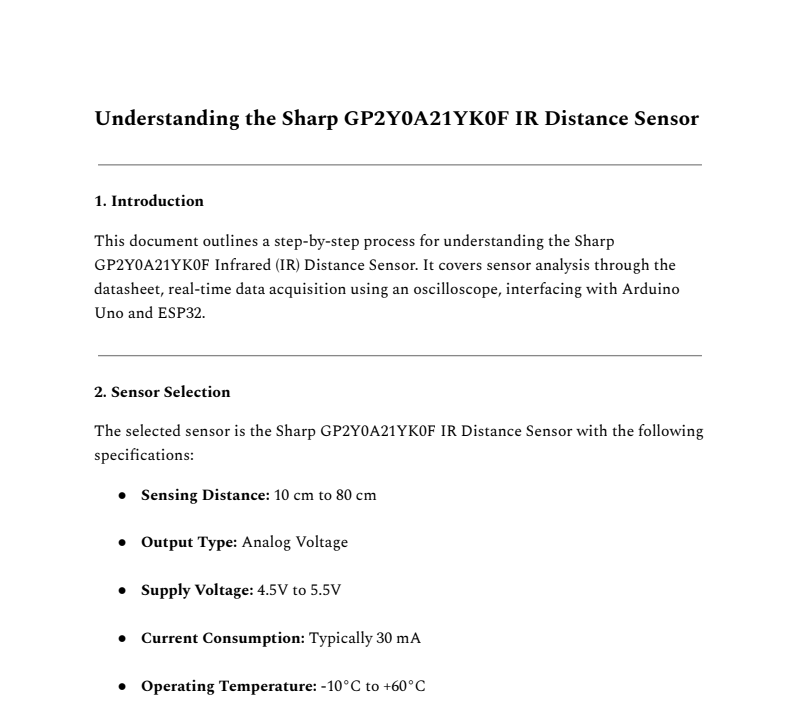 Understanding the Sharp GP2Y0A21YK0F IR Distance Sensor
1. Introduction
This document outlines a step-by-step process for understanding the Sharp
GP2Y0A21YK0F Infrared (IR) Distance Sensor. It covers sensor analysis through the
datasheet, real-time data acquisition using an oscilloscope, interfacing with Arduino
Uno and ESP32.
2. Sensor Selection
The selected sensor is the Sharp GP2Y0A21YK0F IR Distance Sensor with the following
specifications:
● Sensing Distance: 10 cm to 80 cm
● Output Type: Analog Voltage
● Supply Voltage: 4.5V to 5.5V
● Current Consumption: Typically 30 mA
● Operating Temperature: -10°C to +60°C